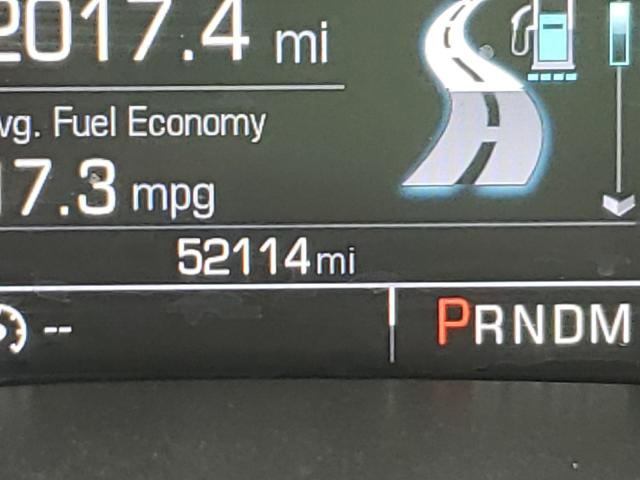 2017.4 mi
vg. Fuel Economy
17.3 mpg
52114 mi
--
PRNDM